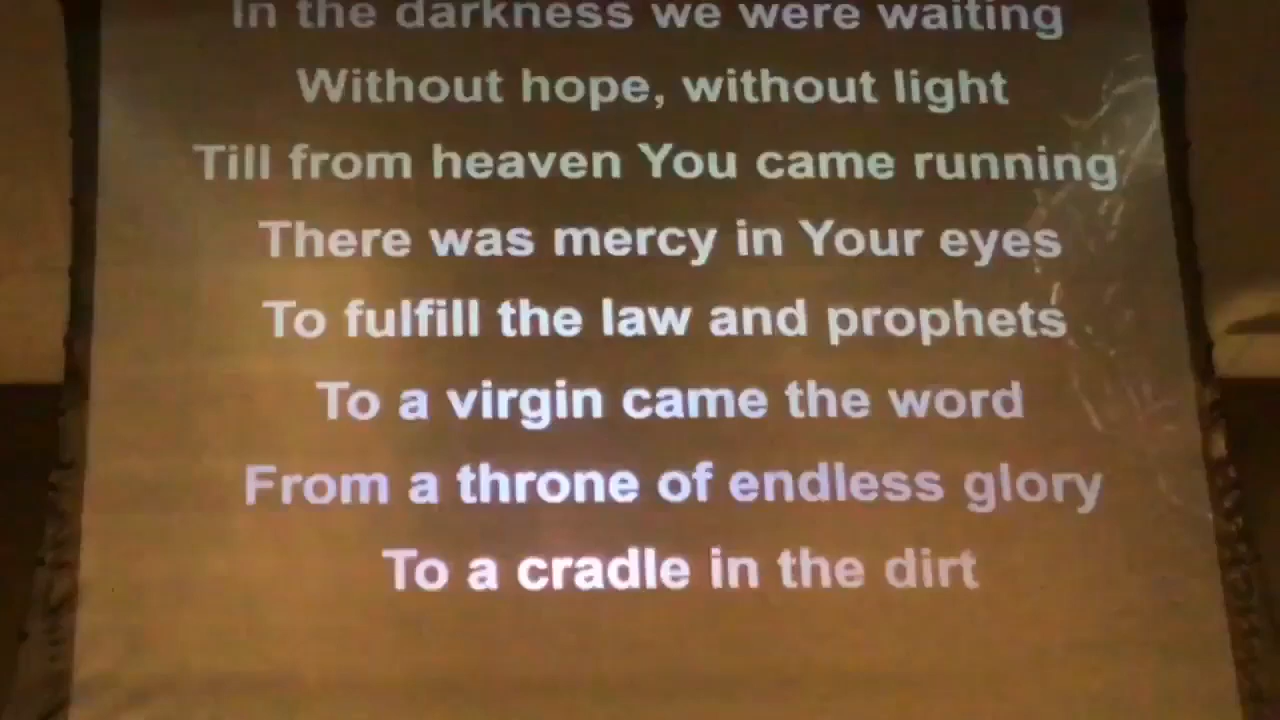 In the darkness we were waiting
Without hope, without light
Till from heaven You came running
There was mercy in Your eyes
To fulfill the law and prophets
To a virgin came the word
From a throne of endless glory
To a cradle in the dirt